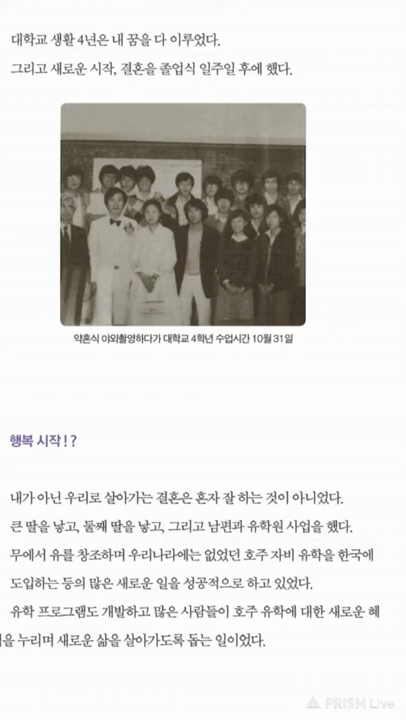 대학교 생활 4년은 내 꿈을 다 이루었다.
그리고 새로운 시작, 결혼을 졸업식 일주일 후에 했다.
약혼식 야외촬영하다가 대학교 4학년 수업시간 10월 31일
행복 시작!?
내가 아닌 우리로 살아가는 결혼은 혼자 잘 하는 것이 아니었다.
큰 딸을 낳고, 둘째 딸을 낳고, 그리고 남편과 유학원 사업을 했다.
무에서 유를 창조하며 우리나라에는 없었던 호주 자비 유학을 한국에
도입하는 등의 많은 새로운 일을 성공적으로 하고 있었다.
유학 프로그램도 개발하고 많은 사람들이 호주 유학에 대한 새로운 혜
을 누리며 새로운 삶을 살아가도록 돕는 일이었다.
PRISM Live